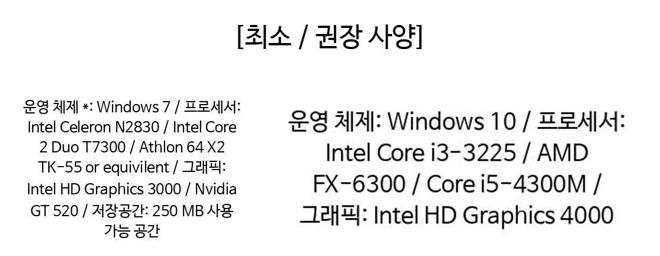 [최소 / 권장 사양]
운영 체제 *: Windows 7 / 프로세서:
Intel Celeron N2830 / Intel Core
2 Duo T7300 / Athlon 64 X2
TK-55 or equivilent / 그래픽:
Intel HD Graphics 3000 / Nvidia
GT 520 / 저장공간: 250 MB 사용
가능 공간
운영 체제: Windows 10 / 프로세서:
Intel Core i3-3225 / AMD
FX-6300 / Core i5-4300M /
그래픽: Intel HD Graphics 4000